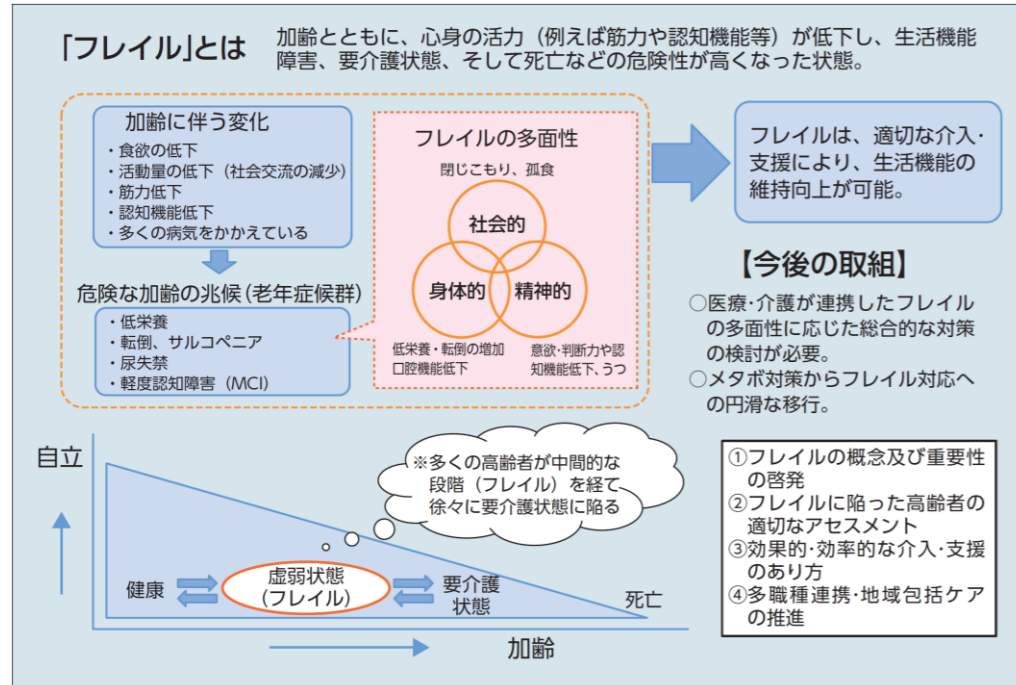 「フレイル」とは
加齢とともに、心身の活力（例えば筋力や認知機能等）が低下し、生活機能
障害、要介護状態、そして死亡などの危険性が高くなった状態。
加齢に伴う変化
・食欲の低下
・活動量の低下（社会交流の減少）
・筋力低下
・認知機能低下
・多くの病気をかかえている
危険な加齢の兆候（老年症候群）
・低栄養
・転倒、サルコペニア
・尿失禁
・軽度認知障害（MCI）
フレイルの多面性
閉じこもり、孤食
社会的
身体的
精神的
低栄養・転倒の増加
口腔機能低下
意欲・判断力や認
知機能低下、うつ
フレイルは、適切な介入・
支援により、生活機能の
維持向上が可能。
【今後の取組】
○医療・介護が連携したフレイル
の多面性に応じた総合的な対策
の検討が必要。
○メタボ対策からフレイル対応へ
の円滑な移行。
①フレイルの概念及び重要性
の啓発
②フレイルに陥った高齢者の
適切なアセスメント
③効果的・効率的な介入・支援
のあり方
④多職種連携・地域包括ケア
の推進
自立
※多くの高齢者が中間的な
段階（フレイル）を経て
徐々に要介護状態に陥る
健康
虚弱状態
（フレイル）
要介護
状態
死亡
加齢